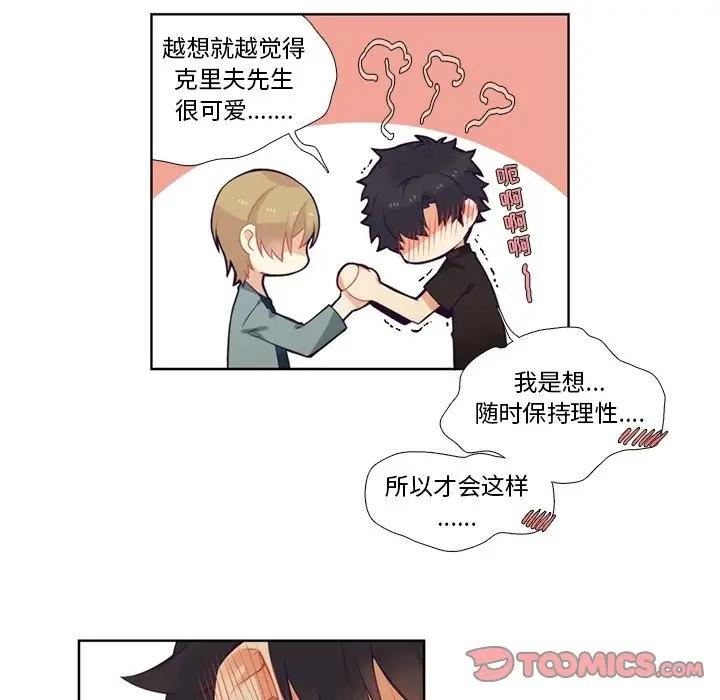 越想就越觉得
克里夫先生
很可爱.......
呃啊啊啊～
我是想...
随时保持理性....
所以才会这样
......
TOOMICS.COM